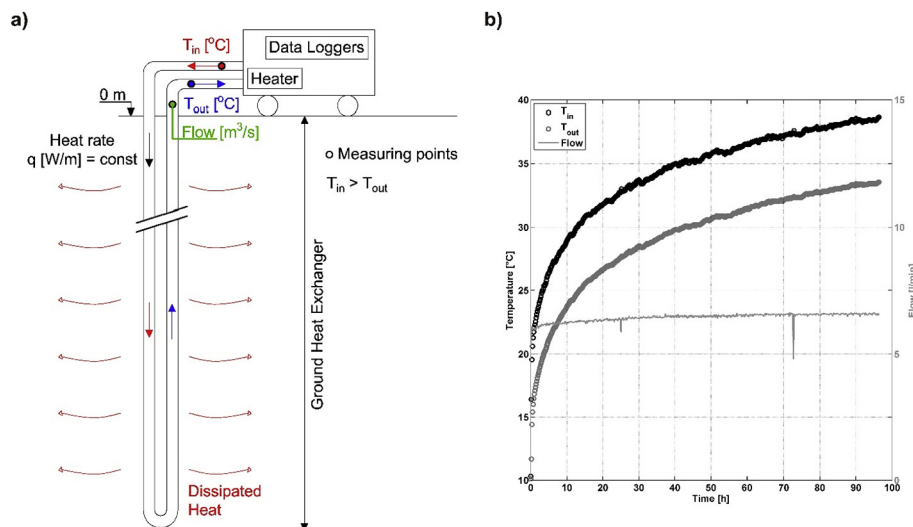 a)
T_in [°C]
Data Loggers
Heater
0 m
T_out [°C]
Flow [m³/s]
Heat rate
q [W/m] = const
Measuring points
T_in > T_out
Ground Heat Exchanger
Dissipated
Heat
b)
T_in
T_out
Flow
40
35
30
25
20
15
10
Temperature [°C]
15
10
5
0
Flow [l/min]
0
10
20
30
40
50
60
70
80
90
100
Time [h]